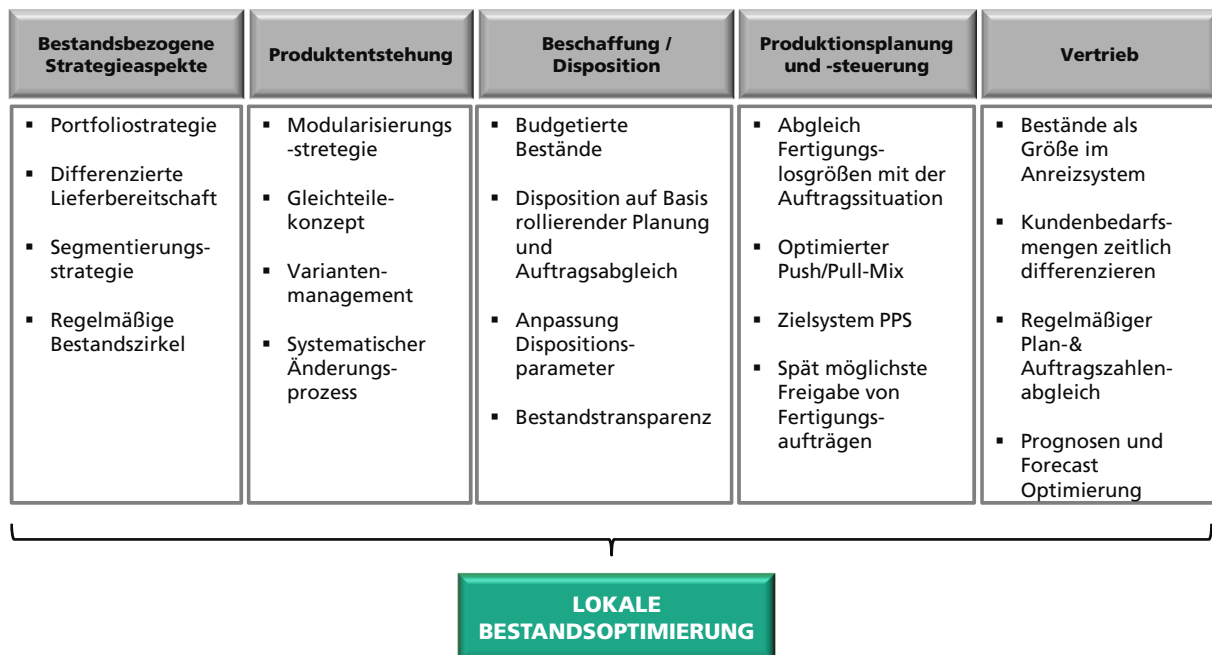 Bestandsbezogene
Strategieaspekte
Produktentstehung
Beschaffung /
Disposition
Produktionsplanung
und -steuerung
Vertrieb
▪ Portfoliostrategie
▪ Differenzierte
Lieferbereitschaft
▪ Segmentierungs-
strategie
▪ Regelmäßige
Bestandszirkel
▪ Modularisierungs
-stretegie
▪ Gleichteile-
konzept
▪ Varianten-
management
▪ Systematischer
Änderungs-
prozess
▪ Budgetierte
Bestände
▪ Disposition auf Basis
rollierender Planung
und
Auftragsabgleich
▪ Anpassung
Dispositions-
parameter
▪ Bestandstransparenz
▪ Abgleich
Fertigungs-
losgrößen mit der
Auftragssituation
▪ Optimierter
Push/Pull-Mix
▪ Zielsystem PPS
▪ Spät möglichste
Freigabe von
Fertigungs-
aufträgen
▪ Bestände als
Größe im
Anreizsystem
▪ Kundenbedarfs-
mengen zeitlich
differenzieren
▪ Regelmäßiger
Plan-&
Auftragszahlen-
abgleich
▪ Prognosen und
Forecast
Optimierung
LOKALE
BESTANDSOPTIMIERUNG